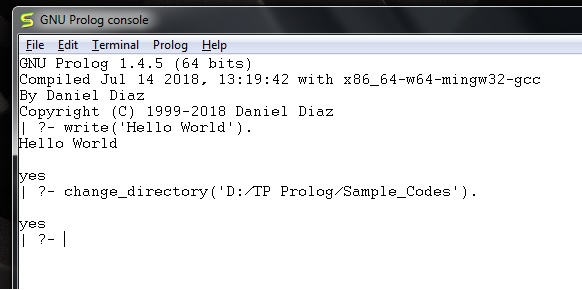 GNU Prolog console
File Edit Terminal Prolog Help
GNU Prolog 1.4.5 (64 bits)
Compiled Jul 14 2018, 13:19:42 with x86_64-w64-mingw32-gcc
By Daniel Diaz
Copyright (C) 1999-2018 Daniel Diaz
| ?- write('Hello World').
Hello World
yes
| ?- change_directory('D:/TP Prolog/Sample_Codes').
yes
| ?-